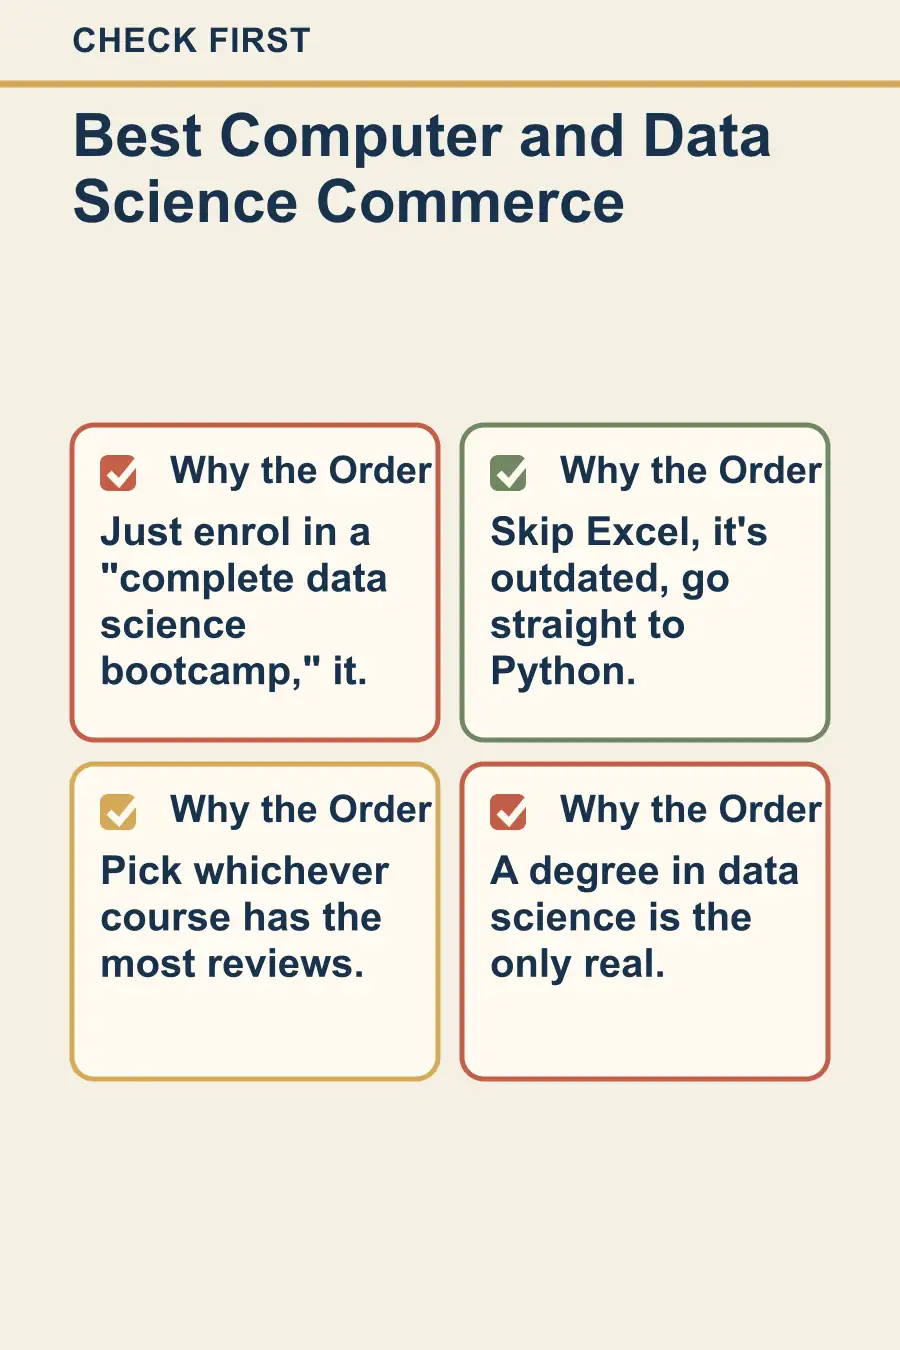 CHECK FIRST
Best Computer and Data
Science Commerce
Why the Order
Just enrol in a
"complete data
science
bootcamp," it.
Why the Order
Skip Excel, it's
outdated, go
straight to
Python.
Why the Order
Pick whichever
course has the
most reviews.
Why the Order
A degree in data
science is the
only real.